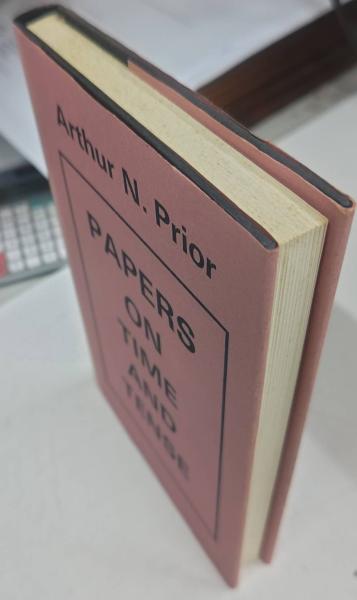 Arthur N. Prior
PAPERS
ON
TIME
AND
TENSE